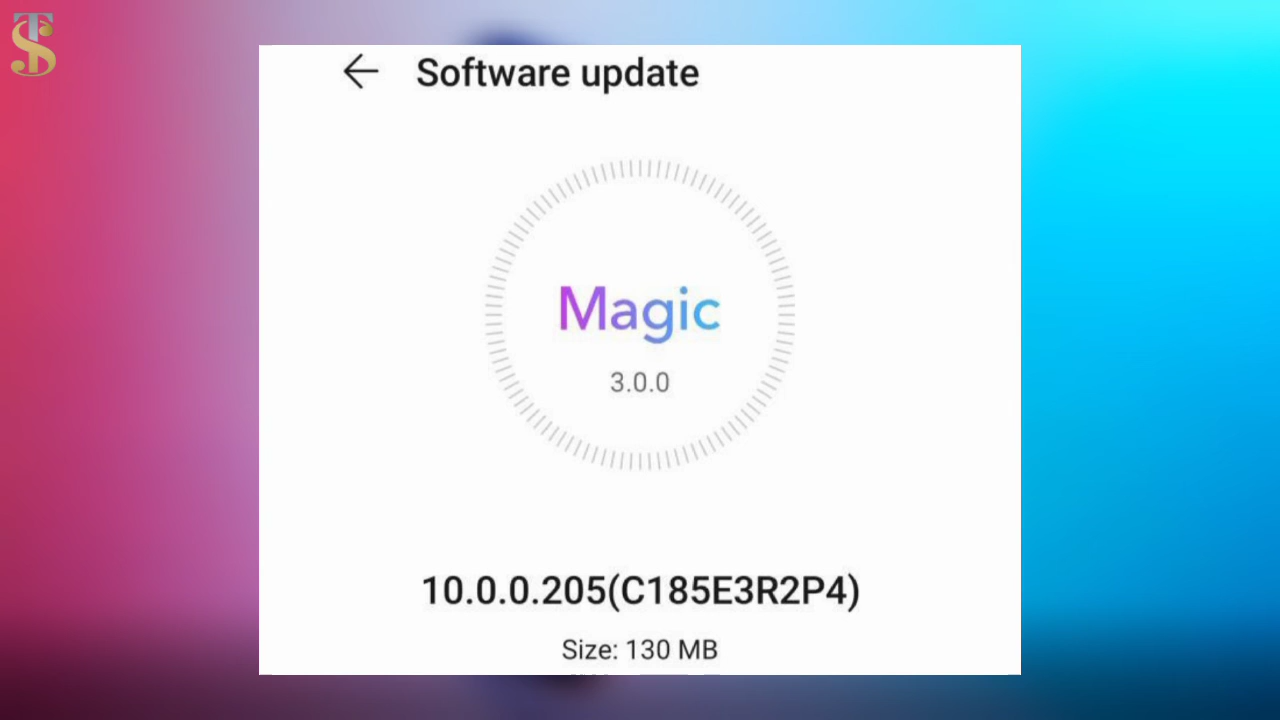 Software update
Magic
3.0.0
10.0.0.205(C185E3R2P4)
Size: 130 MB